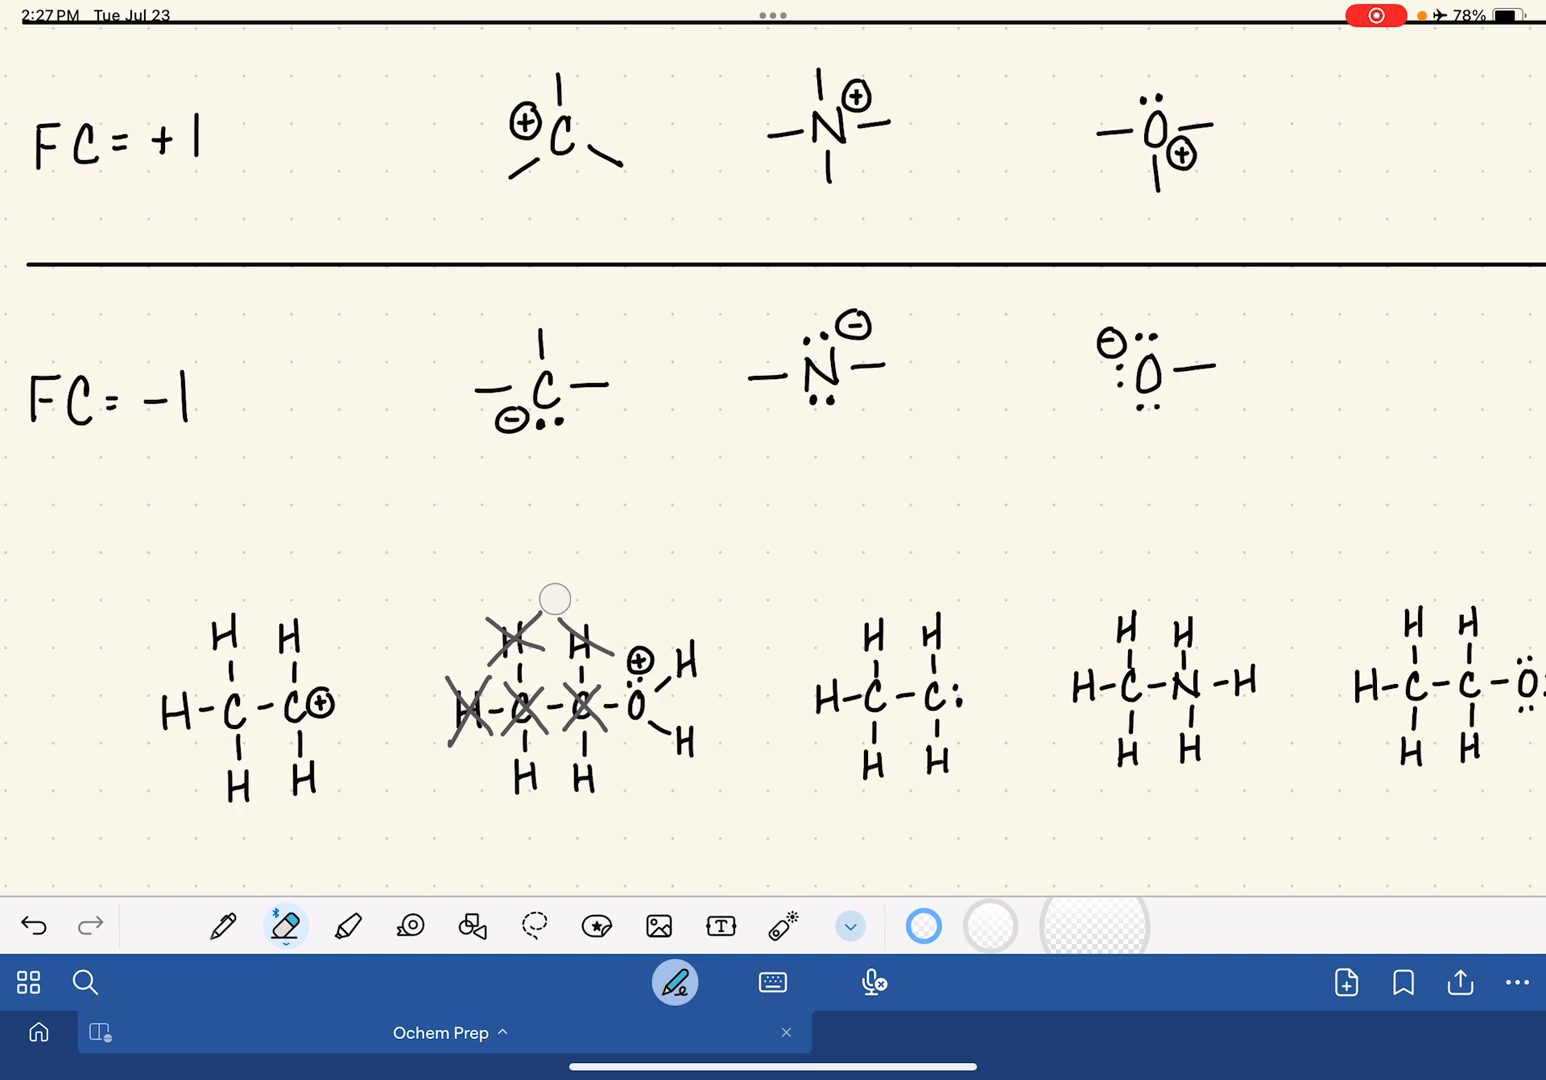 2:27 PM Tue Jul 23
78%
FC = +1
⊕ C
N ⊕
O ⊕
FC = -1
C ⊖
N ⊖
⊖ O
H H H H H H H H H H
⊕ H
H-C-C⊕ H-C-C-O H-C-C: H-C-N-H H-C-C-O:
H
H H H H H H H H H H
T
Ochem Prep